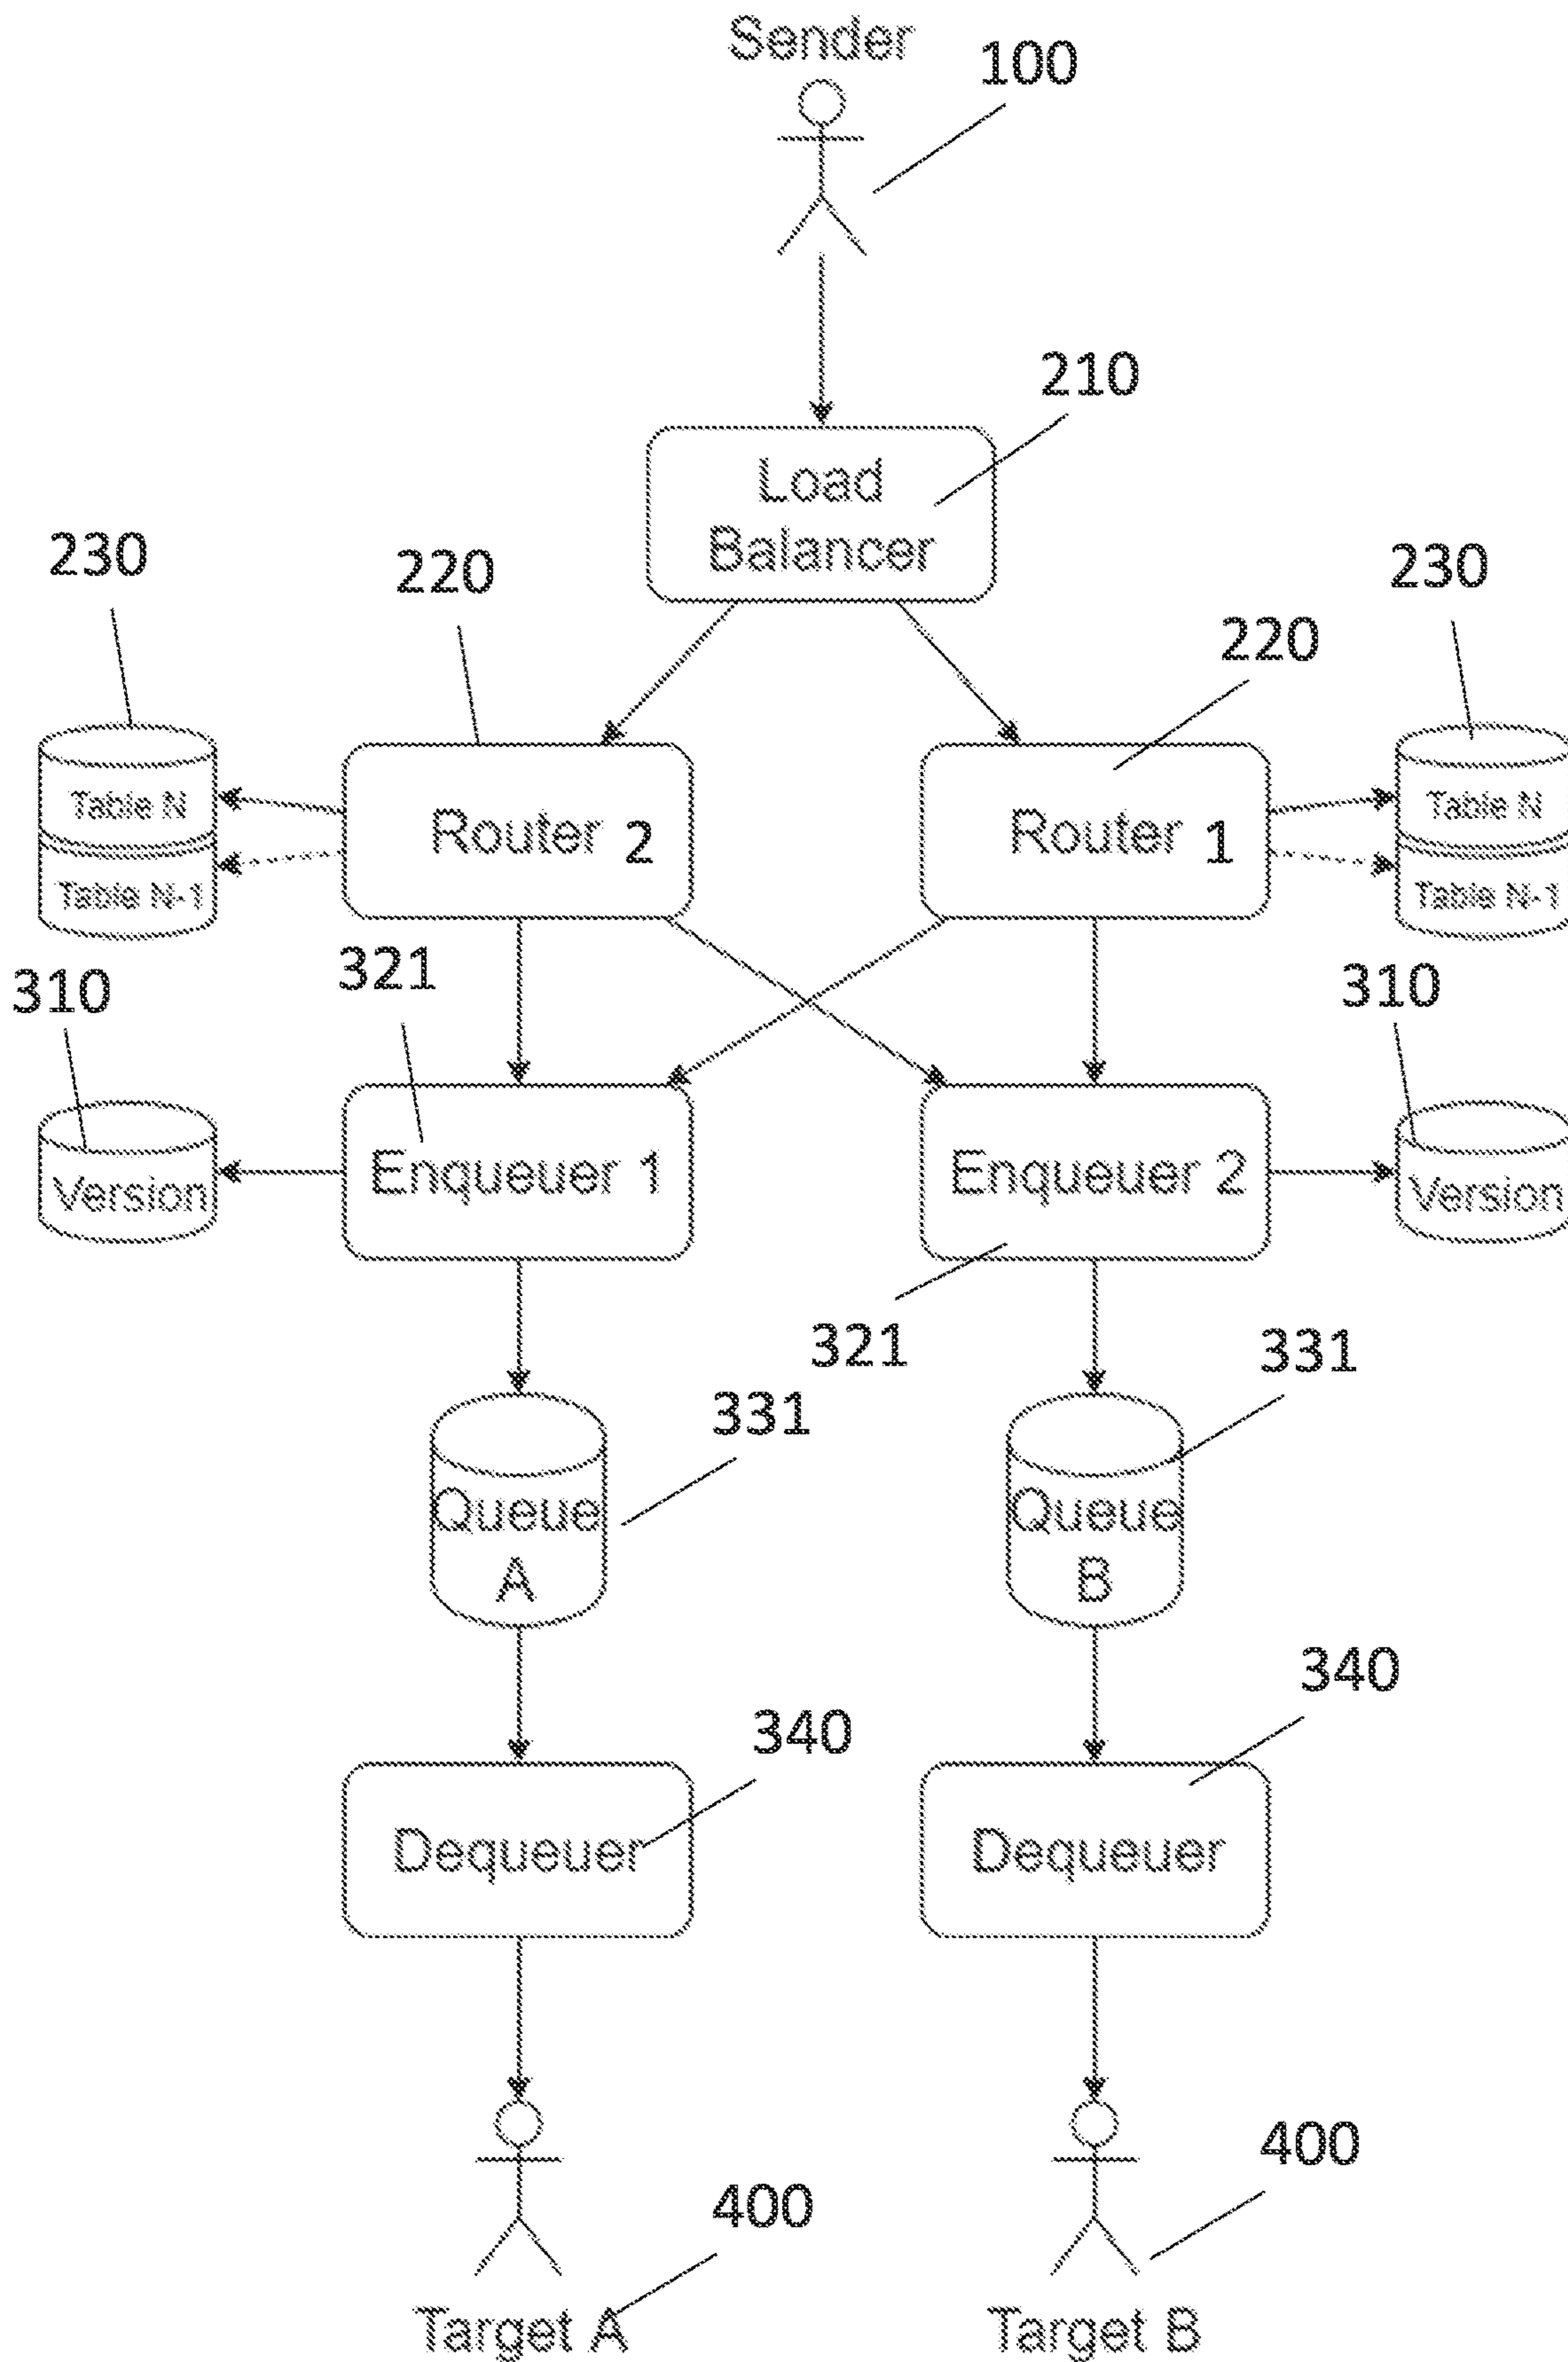 Sender
100
210
Load
Balancer
230
220
230
220
Table N
Router 2
Router 1
Table N
Table N-1
Table N-1
321
310
310
Enqueuer 1
Enqueuer 2
Version
Version
321
331
331
Queue
A
Queue
B
340
340
Dequeuer
Dequeuer
400
400
Target A
Target B